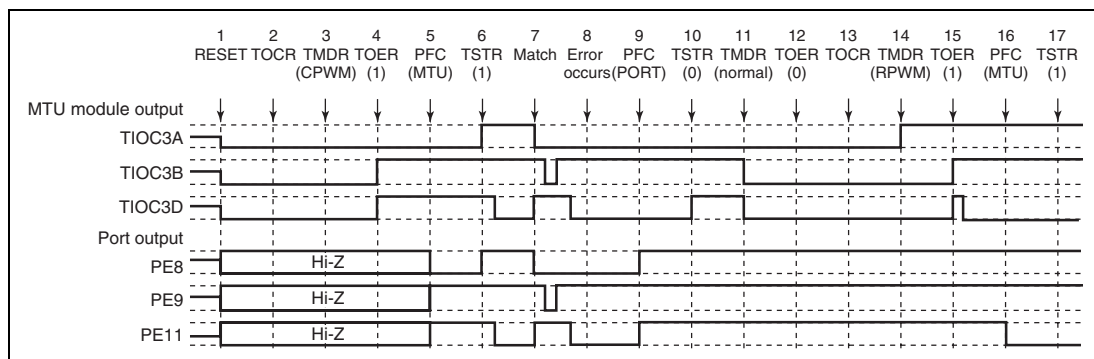 1 2 3 4 5 6 7 8 9 10 11 12 13 14 15 16 17
RESET TOCR TMDR TOER PFC TSTR Match Error PFC TSTR TMDR TOER TOCR TMDR TOER PFC TSTR
(CPWM) (1) (MTU) (1) occurs (PORT) (0) (normal) (0) (RPWM) (1) (MTU) (1)
MTU module output
TIOC3A
TIOC3B
TIOC3D
Port output
PE8 Hi-Z
PE9 Hi-Z
PE11 Hi-Z